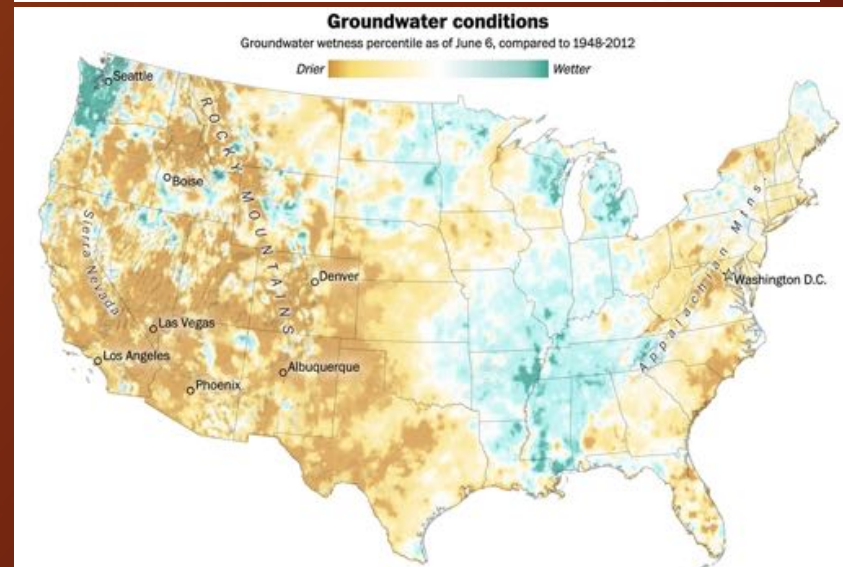 Groundwater conditions
Groundwater wetness percentile as of June 6, compared to 1948-2012
Drier
Wetter
Seattle
ROCKY MOUNTAINS
Boise
Sierra Nevada
Denver
Washington D.C.
Appalachian Mtns.
Las Vegas
Los Angeles
Albuquerque
Phoenix